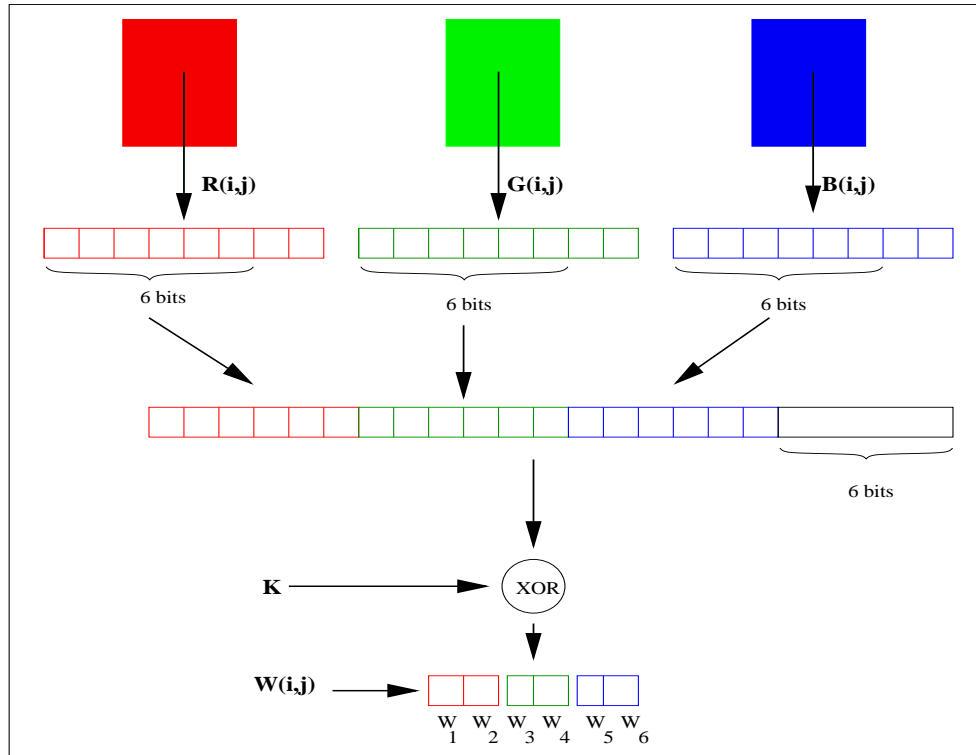 R(i,j) G(i,j) B(i,j)
6 bits 6 bits 6 bits
6 bits
K XOR
W(i,j)
W W W W W W
1 2 3 4 5 6